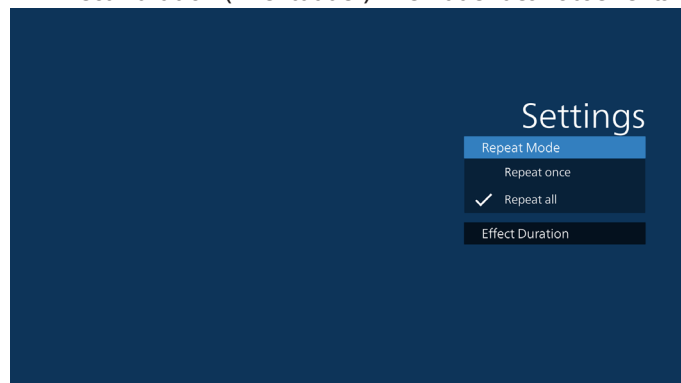 Settings
Repeat Mode
Repeat once
Repeat all
Effect Duration